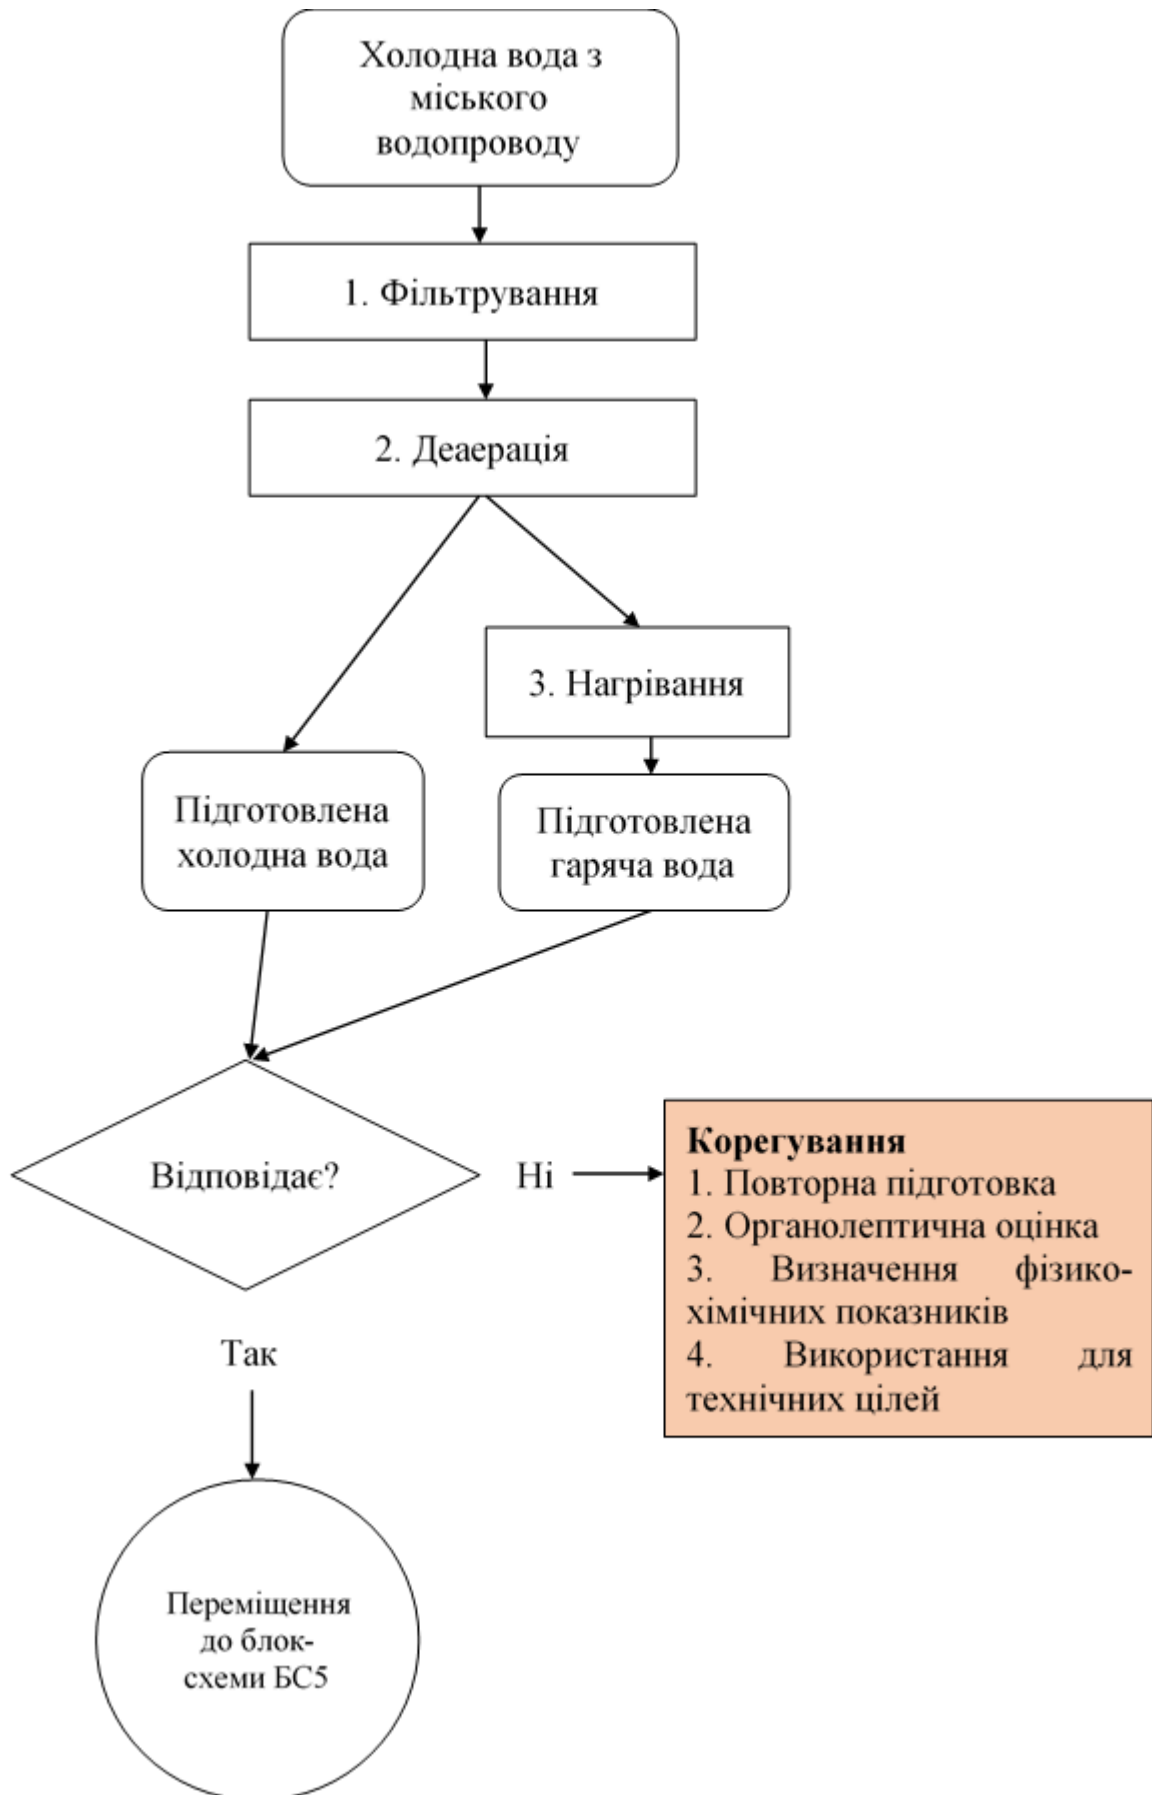 Холодна вода з
міського
водопроводу
1. Фільтрування
2. Деаерація
3. Нагрівання
Підготовлена
холодна вода
Підготовлена
гаряча вода
Відповідає?
Ні
Корегування
1. Повторна підготовка
2. Органолептична оцінка
3. Визначення фізико-
хімічних показників
4. Використання для
технічних цілей
Так
Переміщення
до блок-
схеми БС5